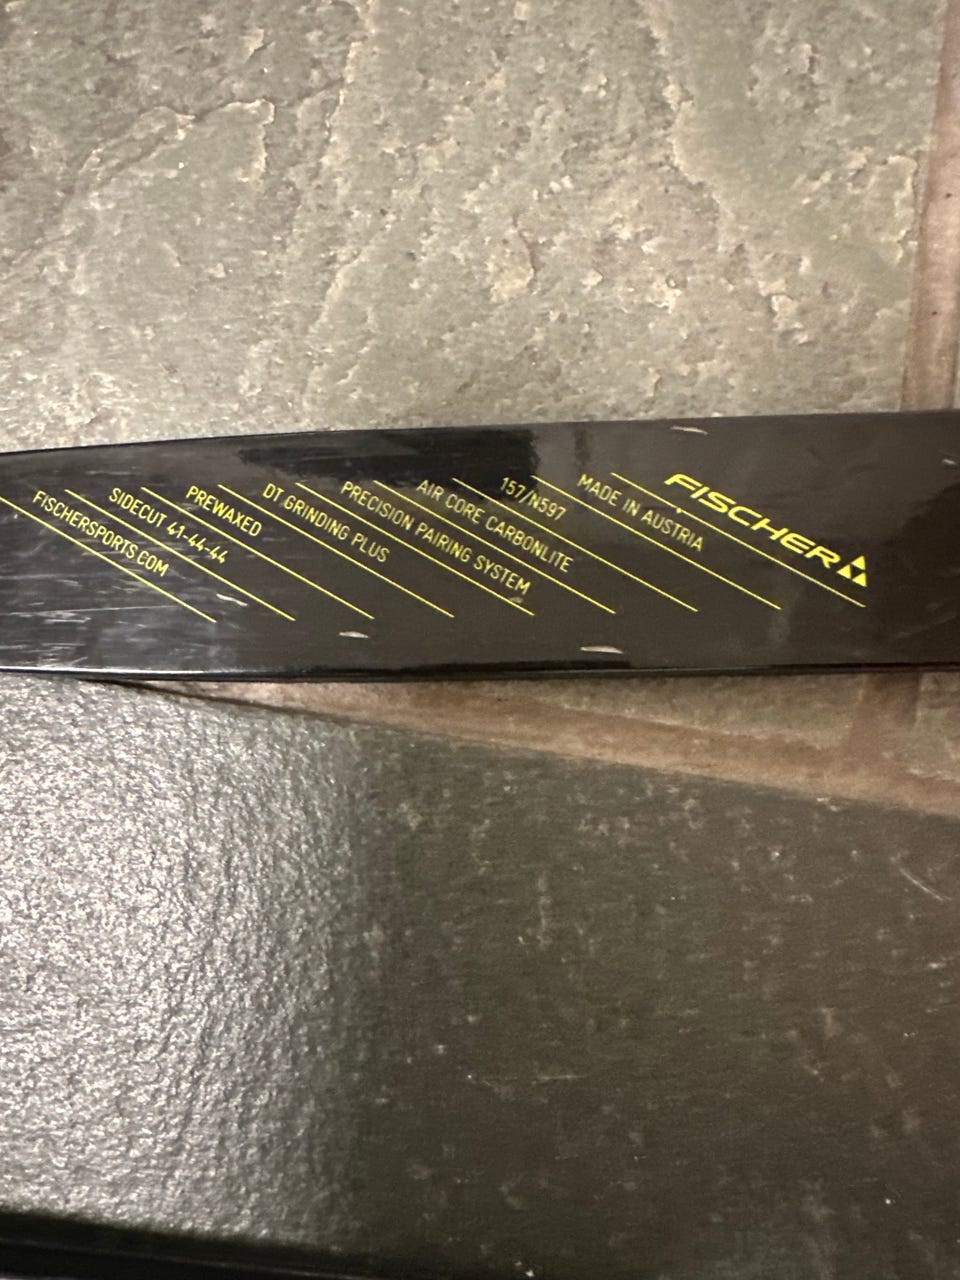 FISCHER
MADE IN AUSTRIA
157/N597
AIR CORE CARBONLITE
PRECISION PAIRING SYSTEM
DT GRINDING PLUS
PREWAXED
SIDECUT 41-44-44
FISCHERSPORTS.COM